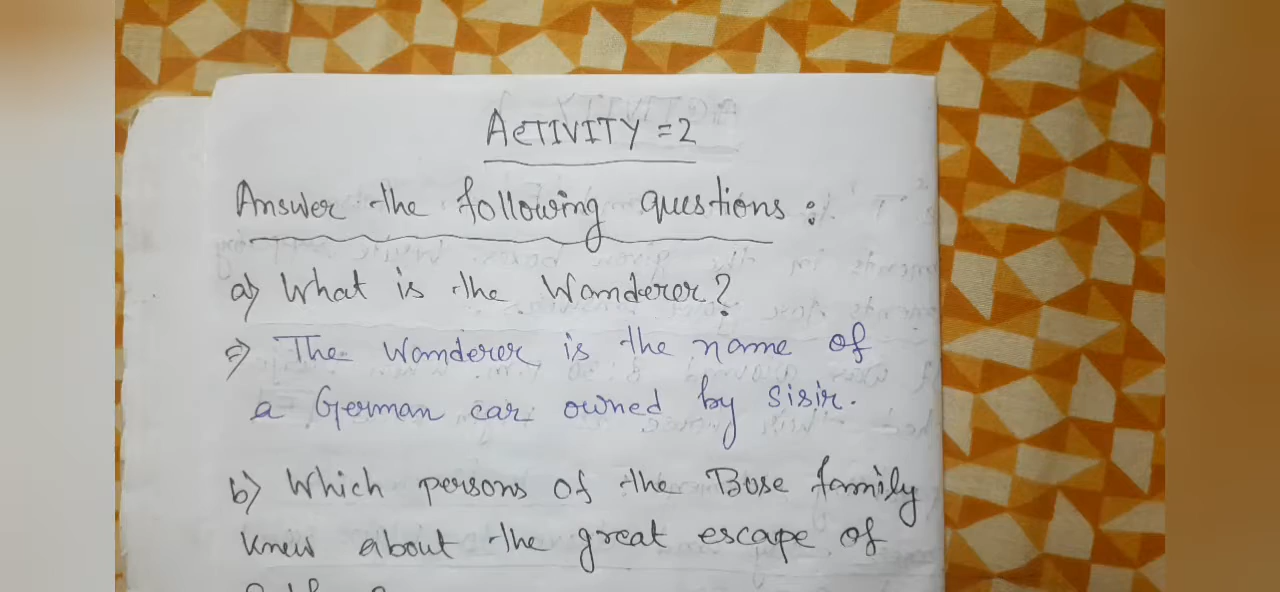 ACTIVITY = 2
Answer the following questions :
a) What is the Wanderer?
⇒ The Wanderer is the name of
a German car owned by Sisir.
b) Which persons of the Bose family
knew about the great escape of